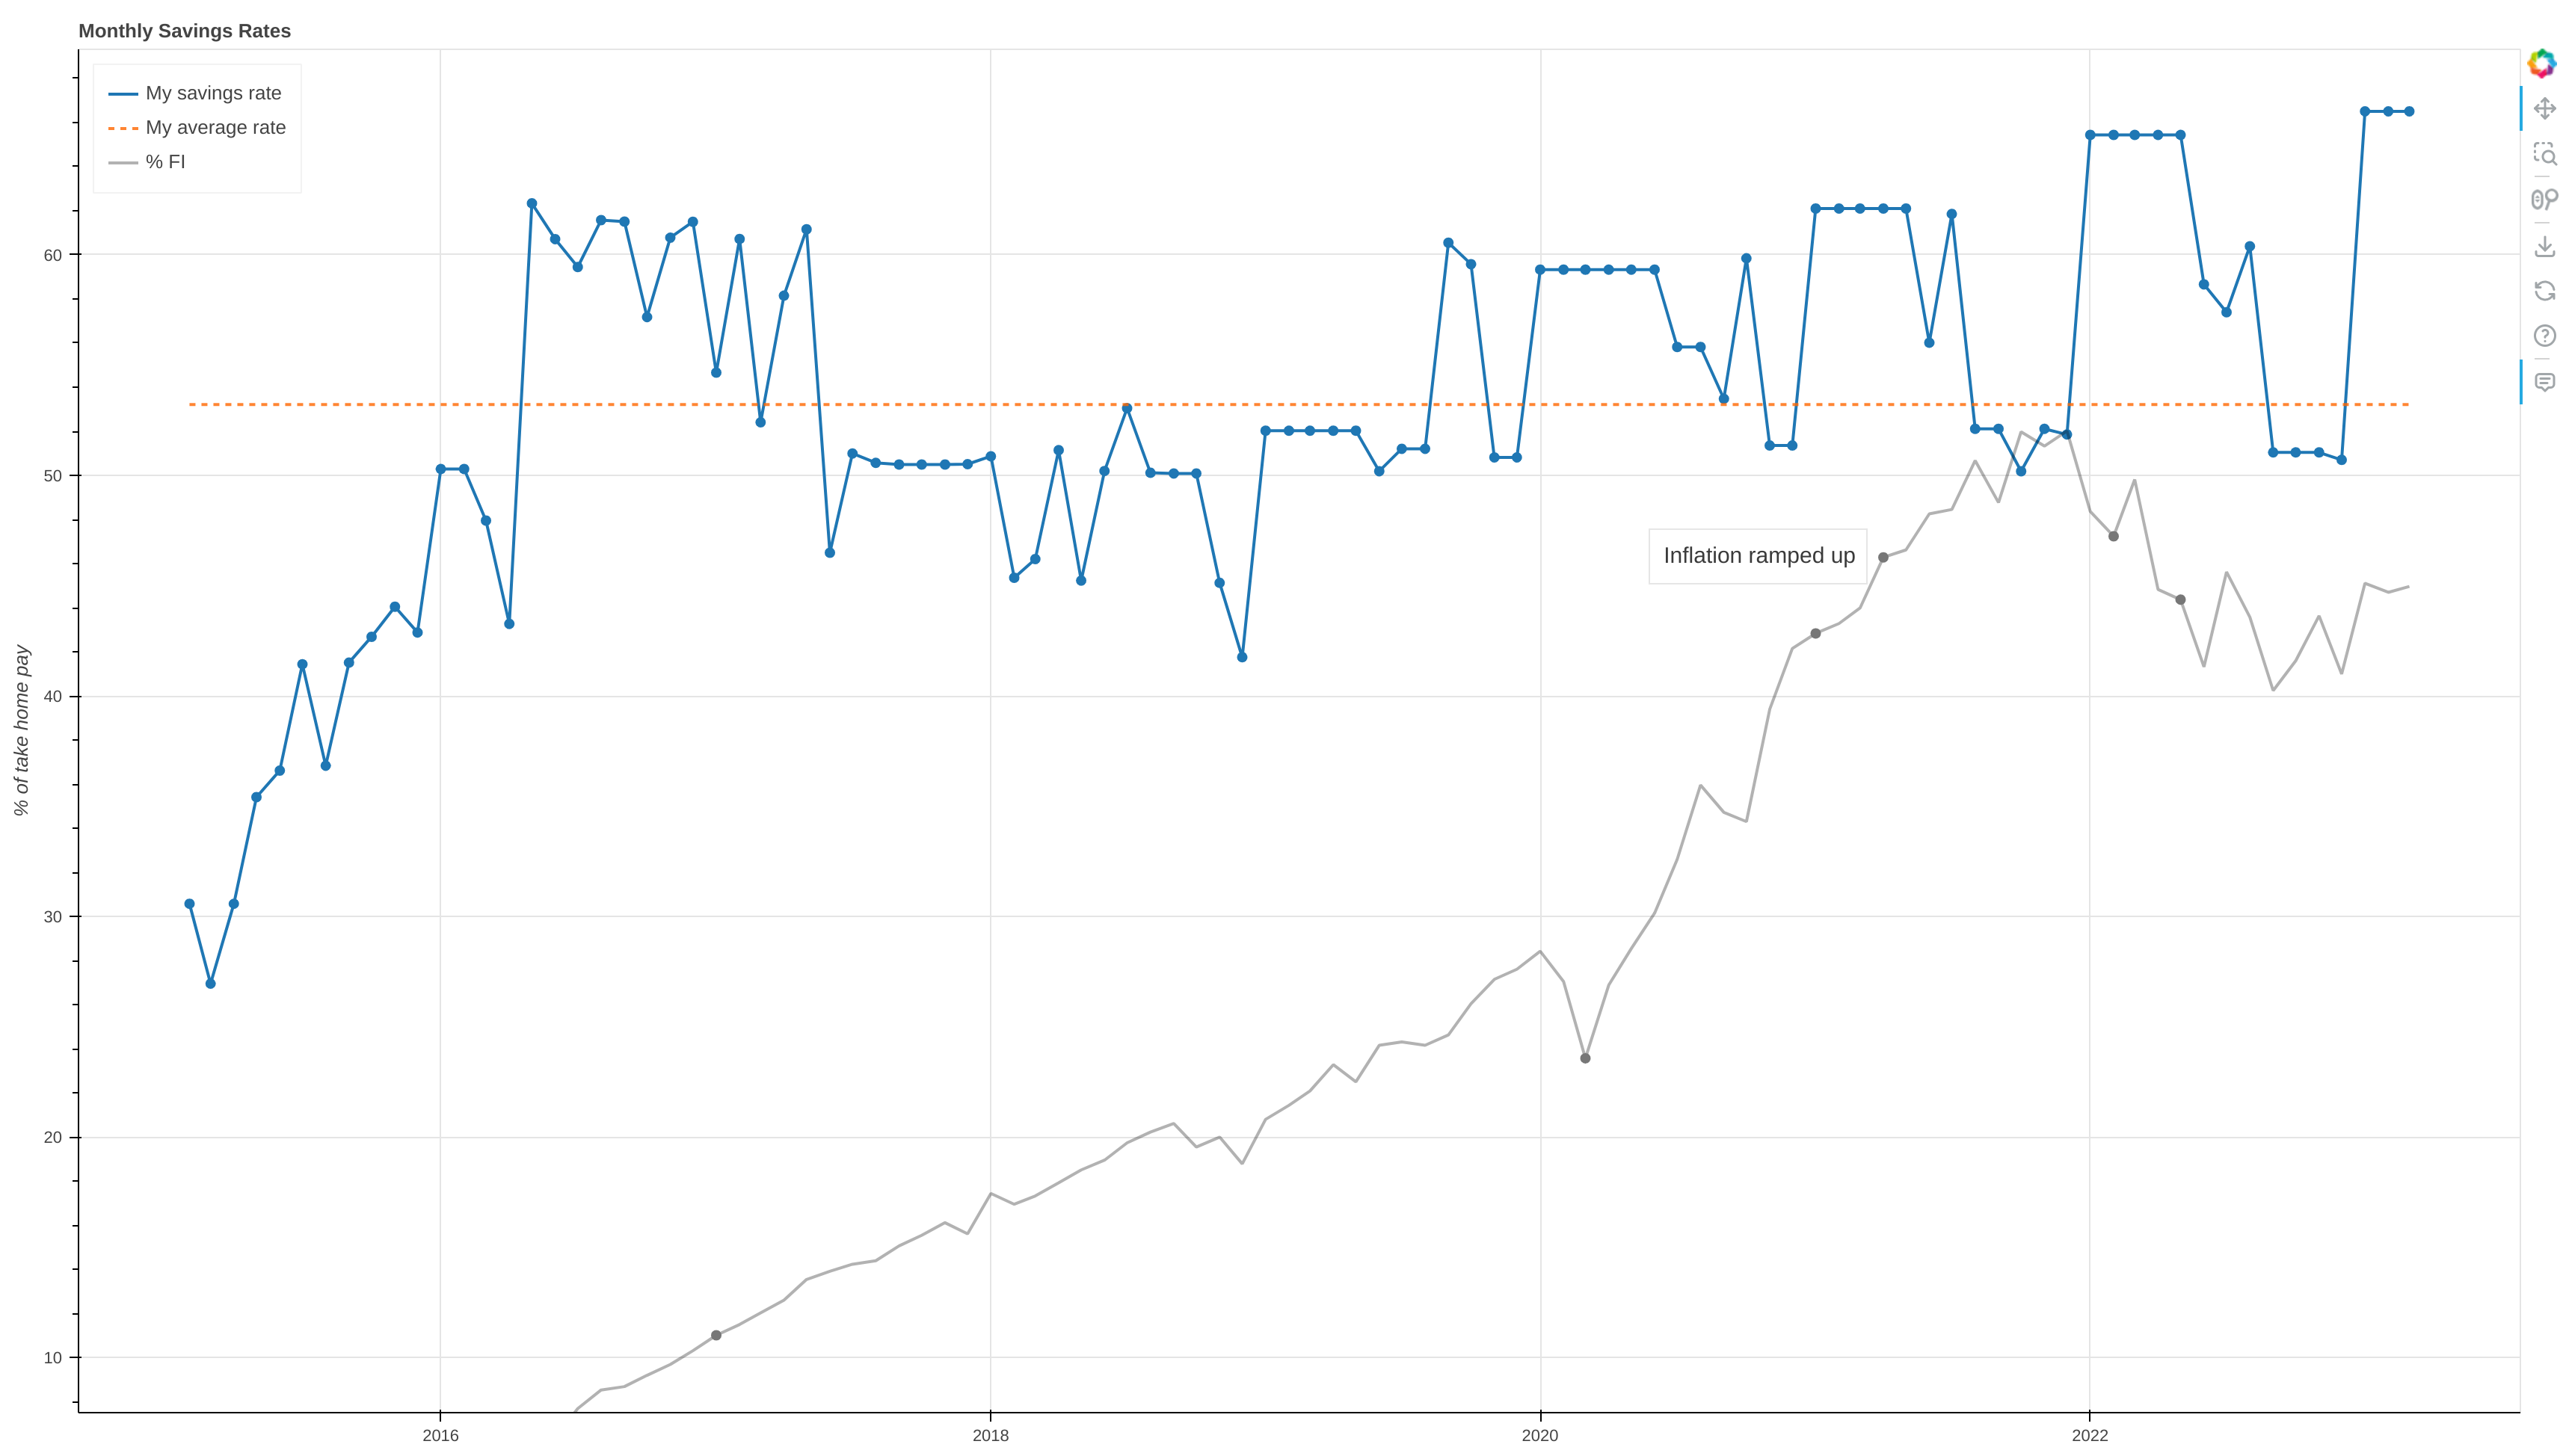 Monthly Savings Rates
My savings rate
My average rate
% FI
60
50
40
30
20
10
% of take home pay
Inflation ramped up
2016
2018
2020
2022